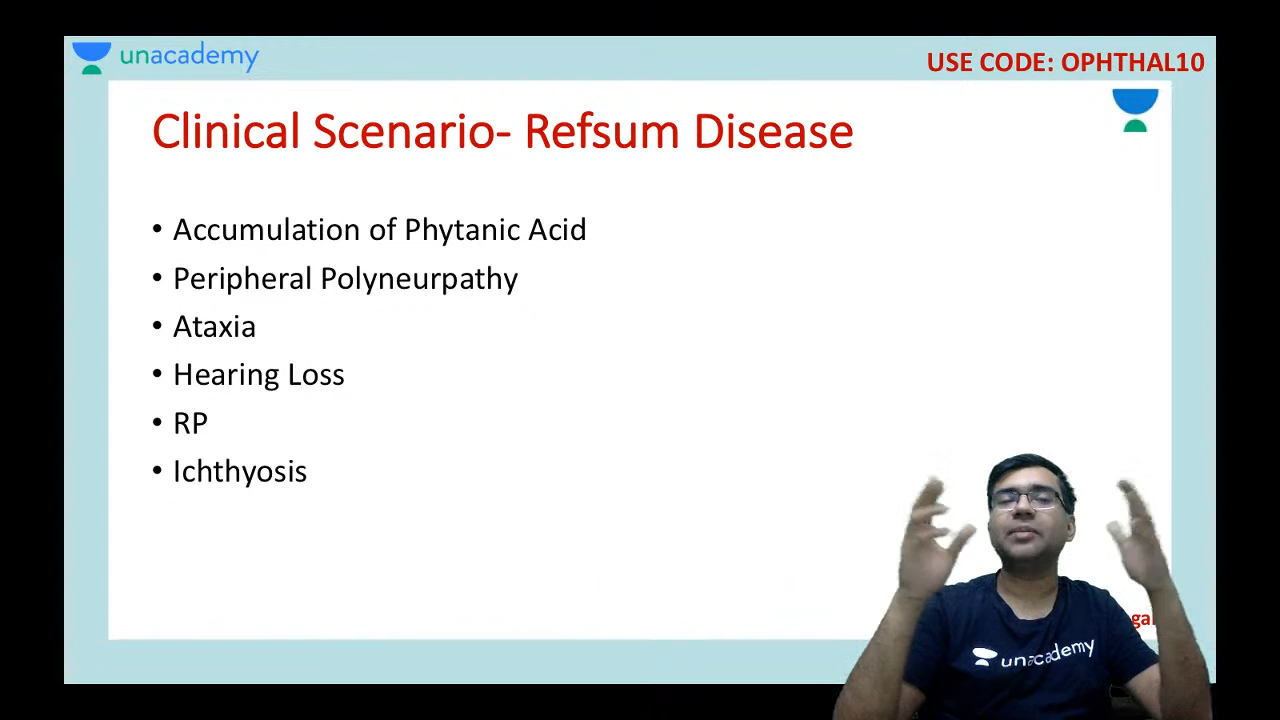 unacademy
USE CODE: OPHTHAL10
Clinical Scenario- Refsum Disease
• Accumulation of Phytanic Acid
• Peripheral Polyneurpathy
• Ataxia
• Hearing Loss
• RP
• Ichthyosis
unacademy